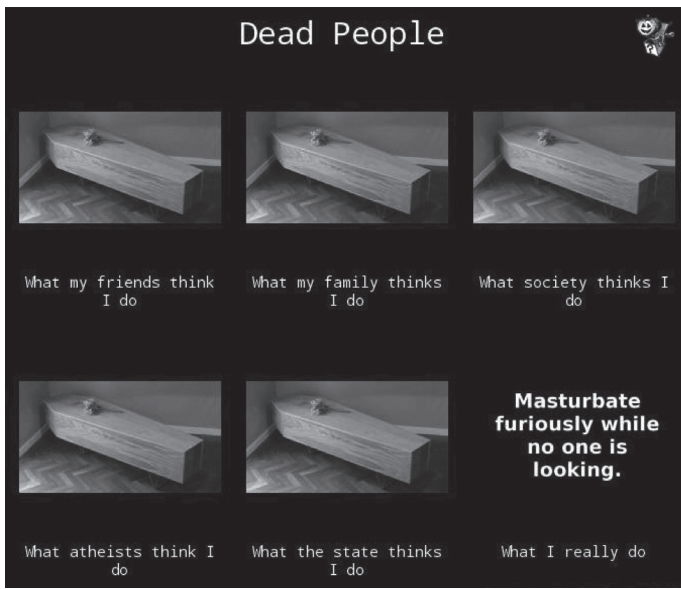 Dead People
What my friends think
I do
What my family thinks
I do
What society thinks I
do
Masturbate
furiously while
no one is
looking.
What atheists think I
do
What the state thinks
I do
What I really do